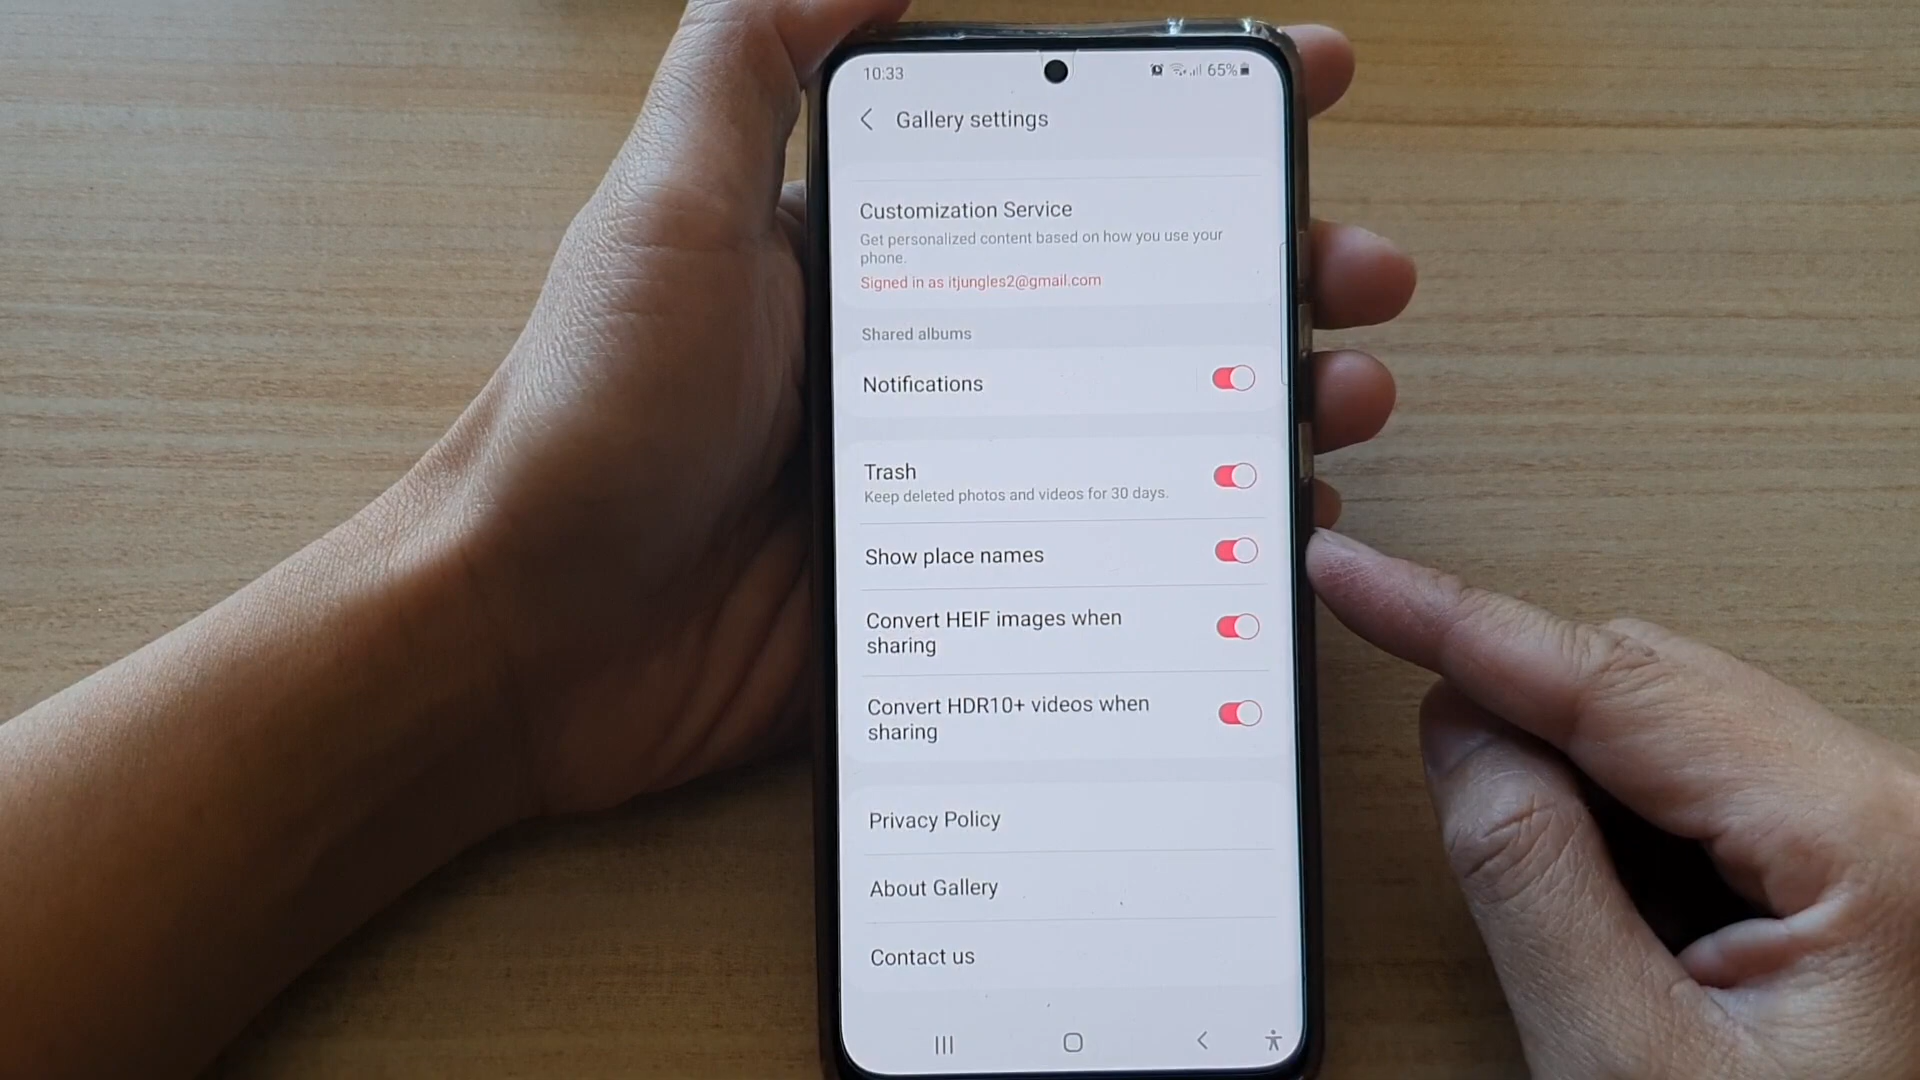 10:33
65%
Gallery settings
Customization Service
Get personalized content based on how you use your
phone.
Signed in as itjungles2@gmail.com
Shared albums
Notifications
Trash
Keep deleted photos and videos for 30 days.
Show place names
Convert HEIF images when
sharing
Convert HDR10+ videos when
sharing
Privacy Policy
About Gallery
Contact us